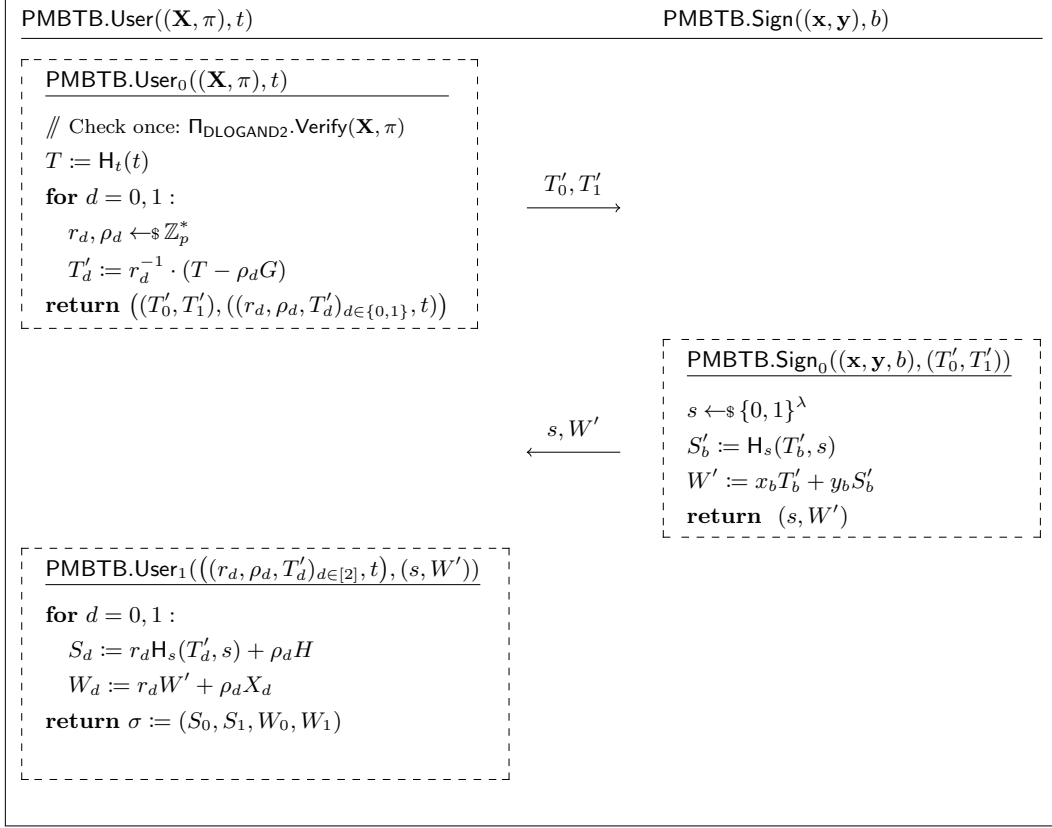 PMBTB.User((𝐗, π), t)
PMBTB.Sign((𝐱, 𝐲), b)
PMBTB.User₀((𝐗, π), t)
// Check once: Π_DLOGAND2.Verify(𝐗, π)
T := H_t(t)
for d = 0, 1 :
r_d, ρ_d ←$ ℤ_p^*
T'_d := r_d^{-1} · (T − ρ_d G)
return ((T'_0, T'_1), ((r_d, ρ_d, T'_d)_{d∈{0,1}}, t))
T'_0, T'_1
PMBTB.Sign₀((𝐱, 𝐲, b), (T'_0, T'_1))
s ←$ {0, 1}^λ
S'_b := H_s(T'_b, s)
W' := x_b T'_b + y_b S'_b
return (s, W')
s, W'
PMBTB.User₁(((r_d, ρ_d, T'_d)_{d∈[2]}, t), (s, W'))
for d = 0, 1 :
S_d := r_d H_s(T'_d, s) + ρ_d H
W_d := r_d W' + ρ_d X_d
return σ := (S_0, S_1, W_0, W_1)